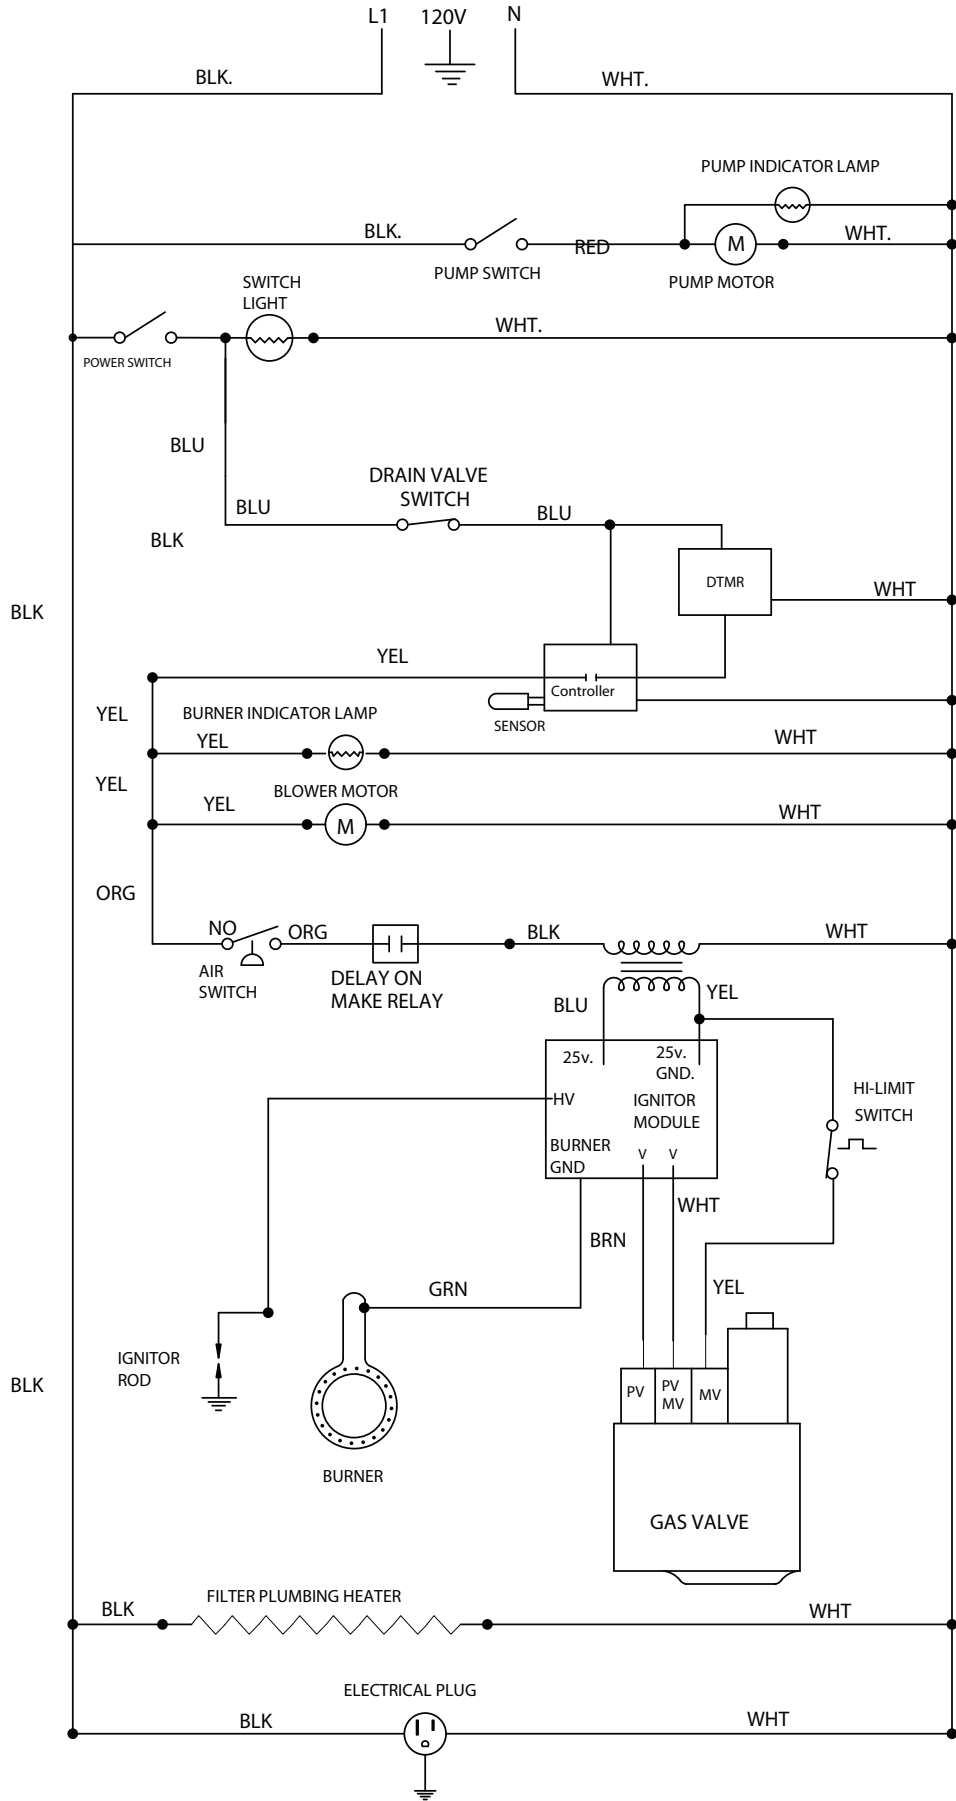 L1 120V N
BLK.
WHT.
PUMP INDICATOR LAMP
BLK.
RED
M
WHT.
PUMP SWITCH
PUMP MOTOR
SWITCH
LIGHT
WHT.
POWER SWITCH
BLU
DRAIN VALVE
SWITCH
BLU
BLU
BLK
DTMR
WHT
BLK
YEL
Controller
SENSOR
YEL
BURNER INDICATOR LAMP
YEL
WHT
YEL
BLOWER MOTOR
YEL
M
WHT
ORG
NO
ORG
BLK
WHT
AIR
SWITCH
DELAY ON
MAKE RELAY
BLU
YEL
25v.
25v.
GND.
HV
IGNITOR
MODULE
BURNER
GND
V V
HI-LIMIT
SWITCH
WHT
BRN
GRN
YEL
IGNITOR
ROD
BLK
PV
PV
MV
MV
BURNER
GAS VALVE
FILTER PLUMBING HEATER
BLK
WHT
ELECTRICAL PLUG
BLK
WHT